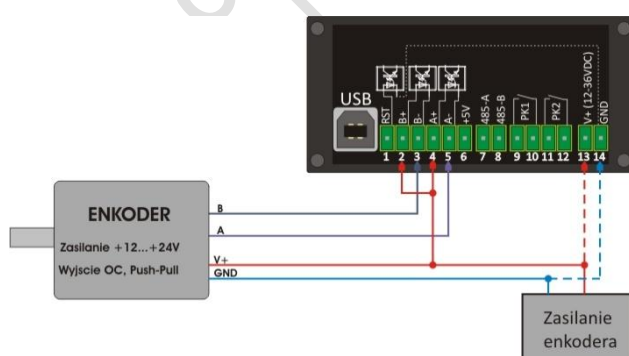 USB
RST
B+
B-
A+
A-
+5V
485-A
485-B
PK1
PK2
V+ (12-36VDC)
GND
1 2 3 4 5 6 7 8 9 10 11 12 13 14
ENKODER
Zasilanie +12...+24V
Wyjscie OC, Push-Pull
B
A
V+
GND
Zasilanie
enkodera